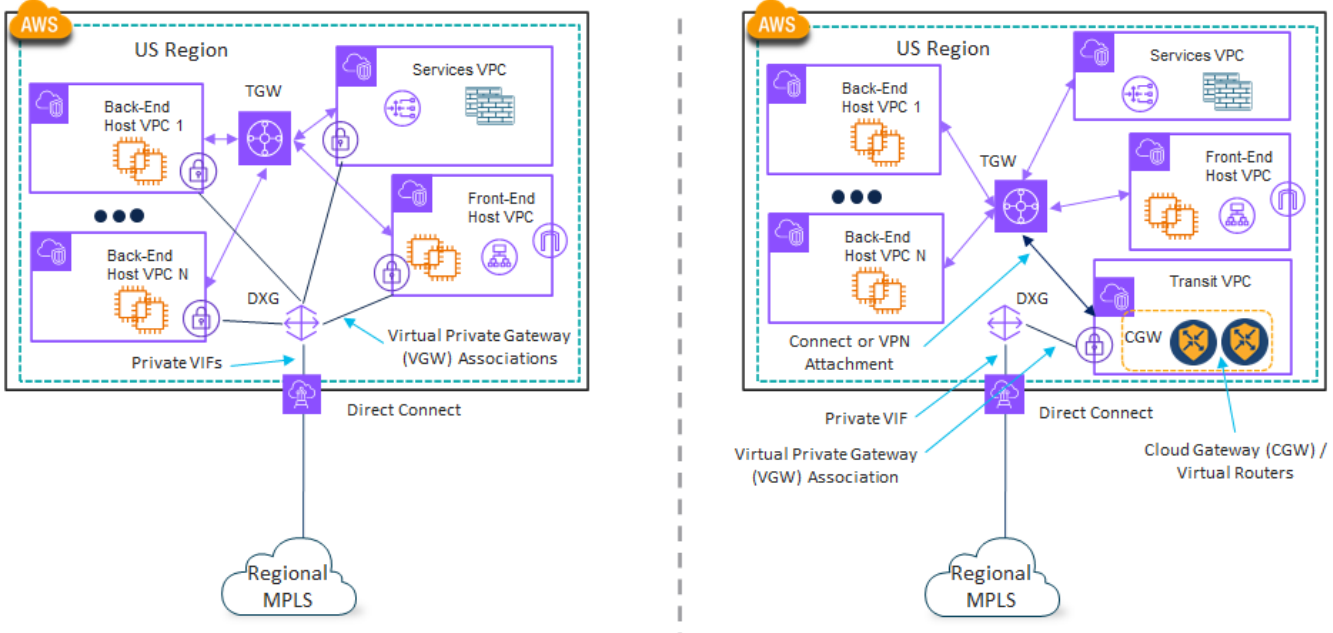 AWS
US Region
Services VPC
TGW
Back-End
Host VPC 1
Front-End
Host VPC
Back-End
Host VPC N
DXG
Virtual Private Gateway
(VGW) Associations
Private VIFs
Direct Connect
Regional
MPLS
AWS
US Region
Services VPC
Back-End
Host VPC 1
TGW
Front-End
Host VPC
Back-End
Host VPC N
Transit VPC
DXG
CGW
Connect or VPN
Attachment
Private VIF
Direct Connect
Virtual Private Gateway
(VGW) Association
Cloud Gateway (CGW) /
Virtual Routers
Regional
MPLS